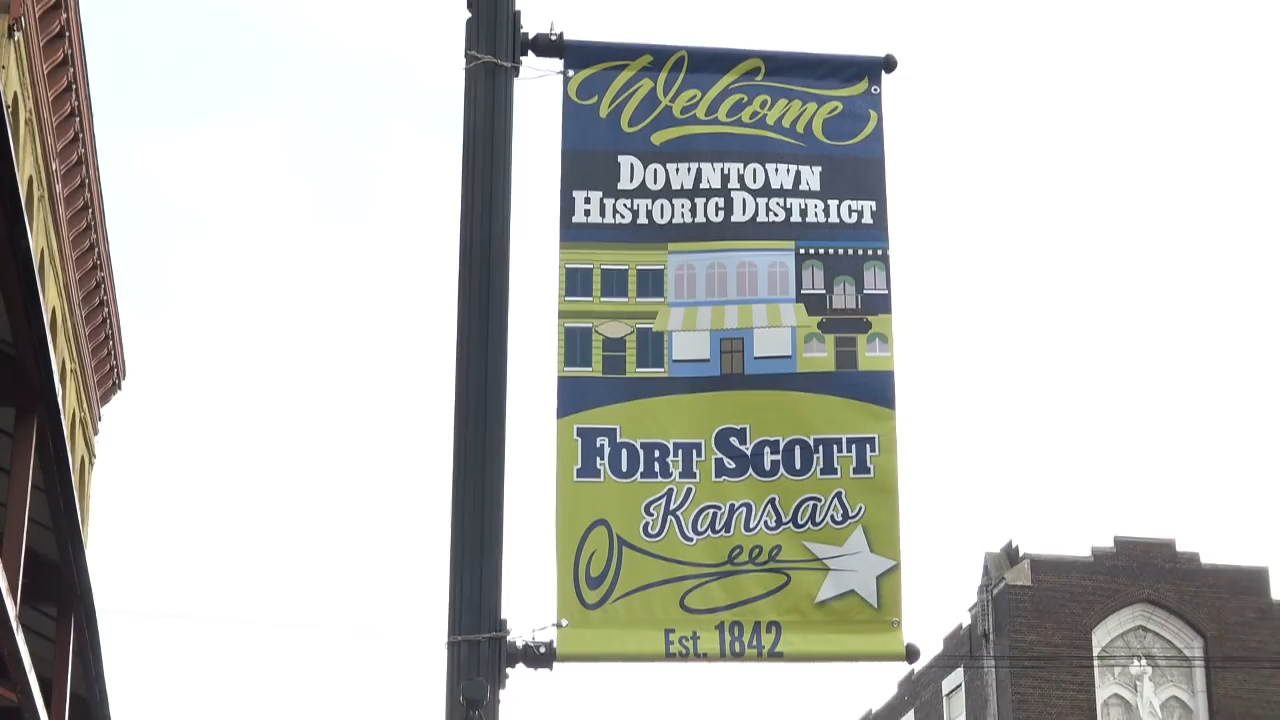 Welcome
Downtown
Historic District
Fort Scott
Kansas
Est. 1842